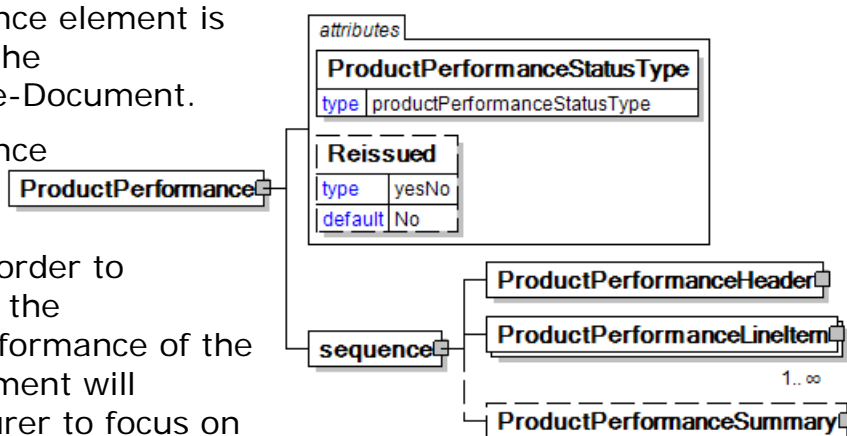 nce element is
he
e-Document.
nce
order to
the
formance of the
ment will
urer to focus on
ProductPerformance
attributes
ProductPerformanceStatusType
type productPerformanceStatusType
Reissued
type yesNo
default No
sequence
ProductPerformanceHeader
ProductPerformanceLineItem
1.. ∞
ProductPerformanceSummary